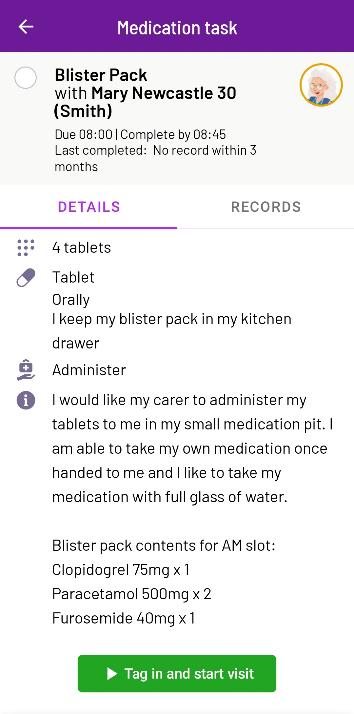 Medication task
Blister Pack
with Mary Newcastle 30
(Smith)
Due 08:00 | Complete by 08:45
Last completed: No record within 3
months
DETAILS
RECORDS
4 tablets
Tablet
Orally
I keep my blister pack in my kitchen
drawer
Administer
I would like my carer to administer my
tablets to me in my small medication pit. I
am able to take my own medication once
handed to me and I like to take my
medication with full glass of water.
Blister pack contents for AM slot:
Clopidogrel 75mg x 1
Paracetamol 500mg x 2
Furosemide 40mg x 1
Tag in and start visit